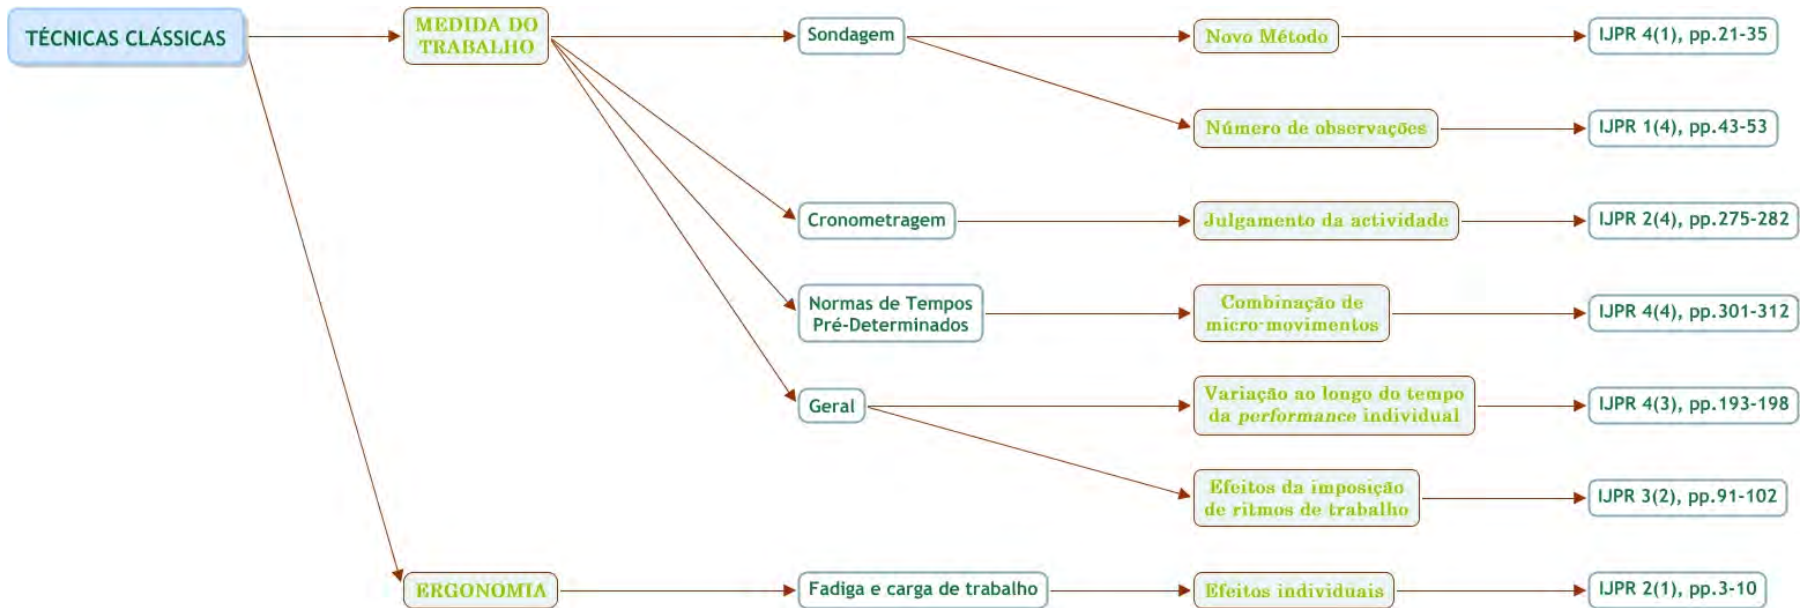 TÉCNICAS CLÁSSICAS
MEDIDA DO
TRABALHO
Sondagem
Novo Método
IJPR 4(1), pp.21-35
Número de observações
IJPR 1(4), pp.43-53
Cronometragem
Julgamento da actividade
IJPR 2(4), pp.275-282
Normas de Tempos
Pré-Determinados
Combinação de
micro-movimentos
IJPR 4(4), pp.301-312
Geral
Variação ao longo do tempo
da performance individual
IJPR 4(3), pp.193-198
Efeitos da imposição
de ritmos de trabalho
IJPR 3(2), pp.91-102
ERGONOMIA
Fadiga e carga de trabalho
Efeitos individuais
IJPR 2(1), pp.3-10